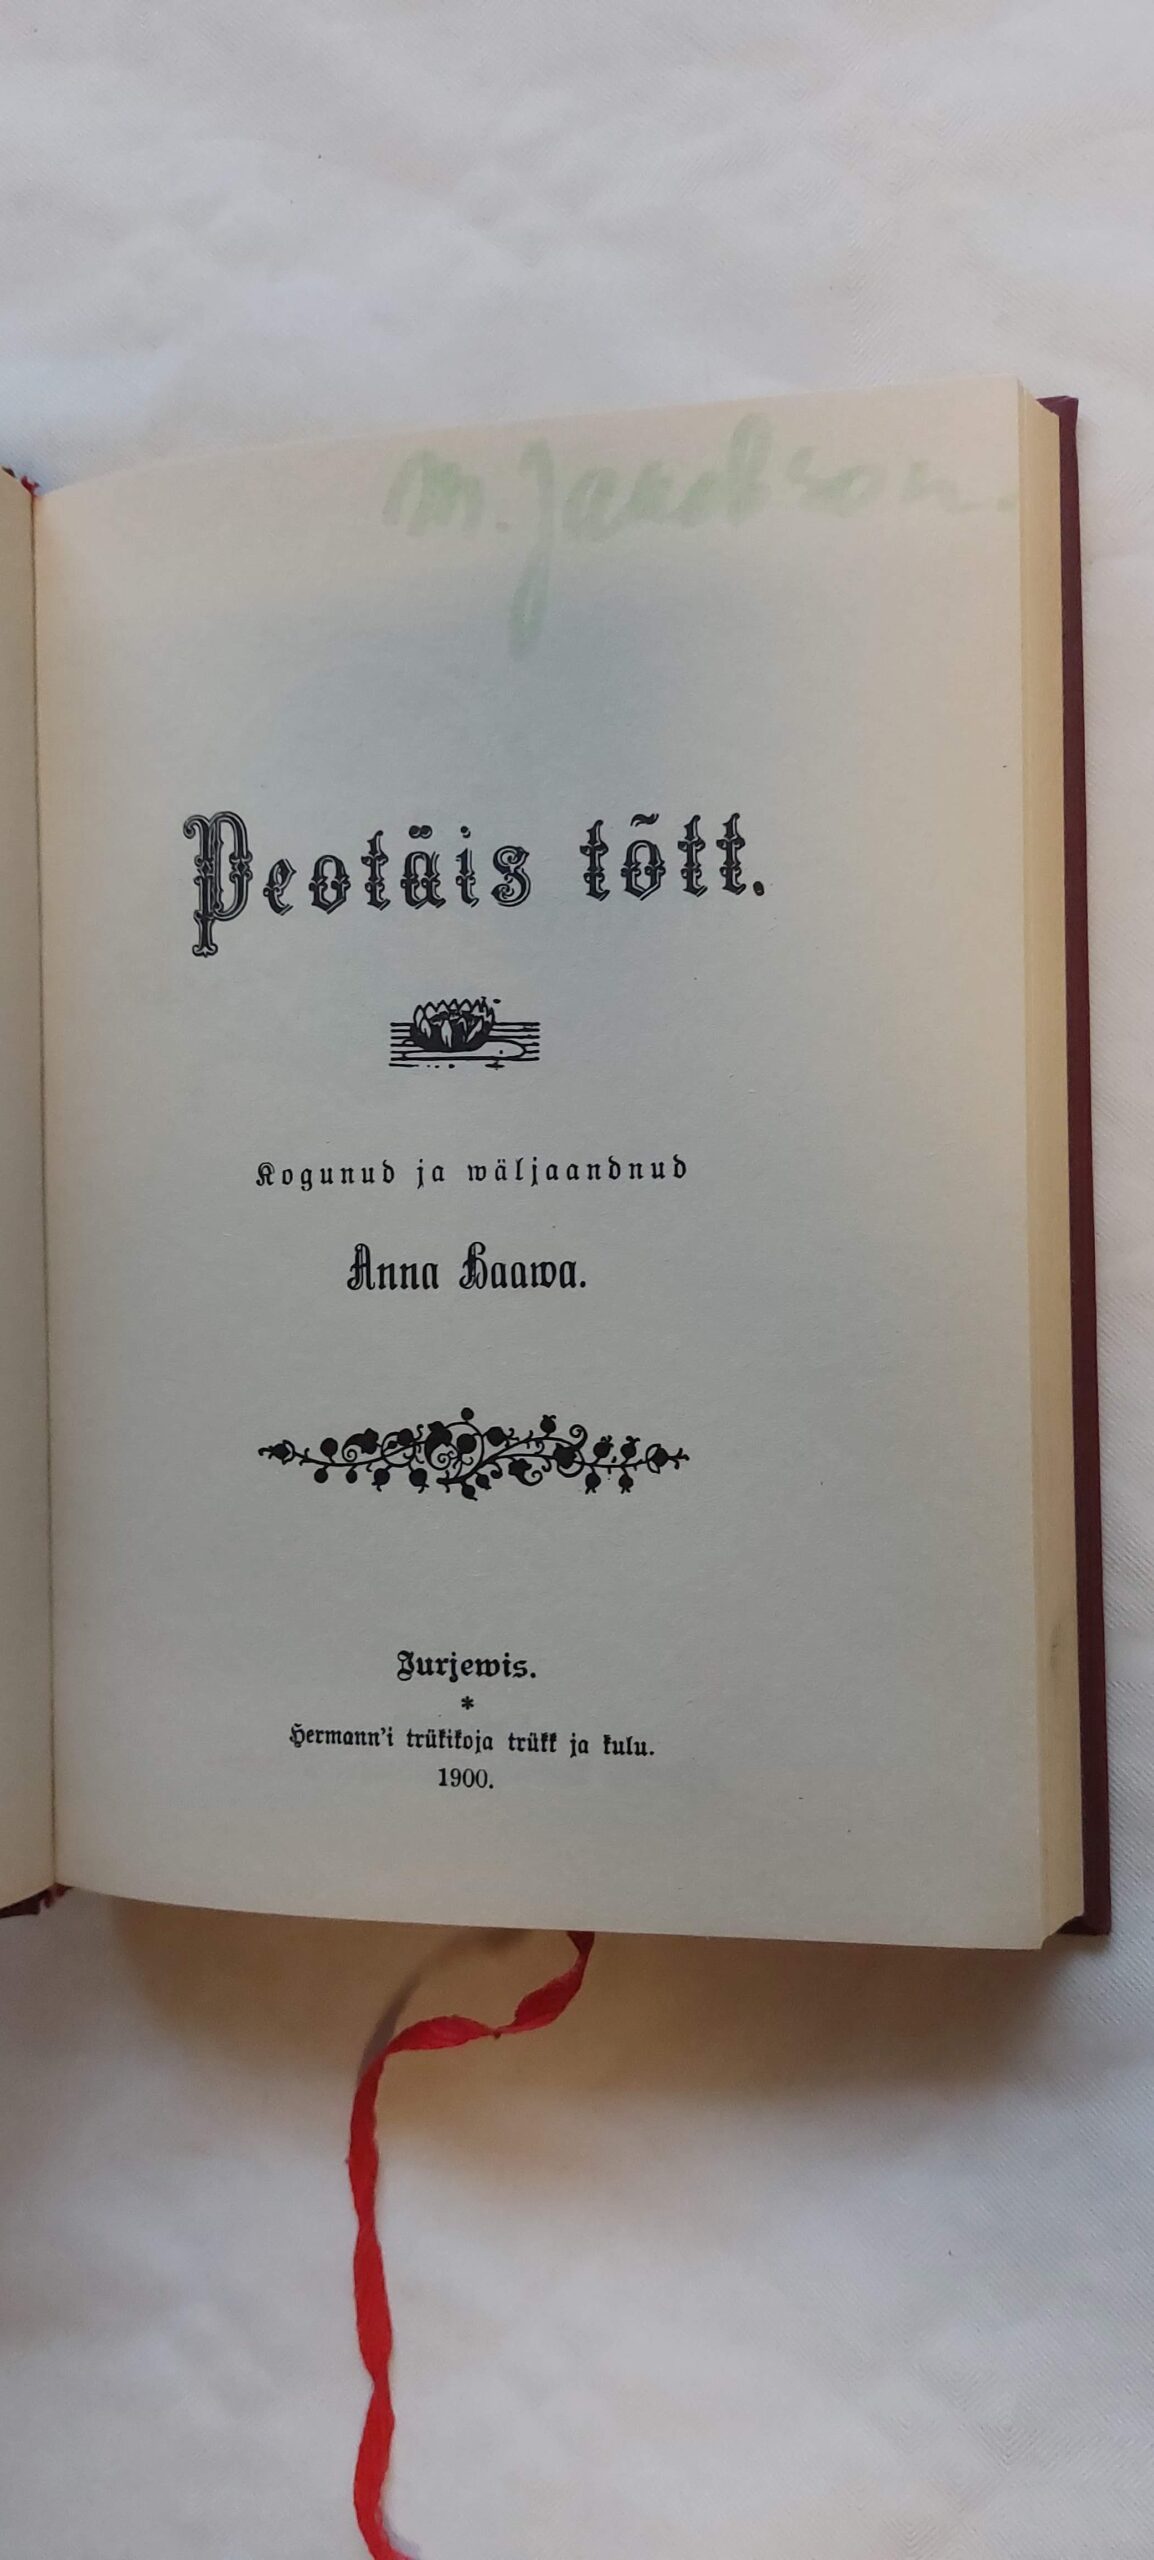 M. Jacobson.
Peotäis tõtt.
Kogunud ja wäljaandnud
Anna Haawa.
Jurjewis.
*
Hermann'i trükikoja trükk ja kulu.
1900.